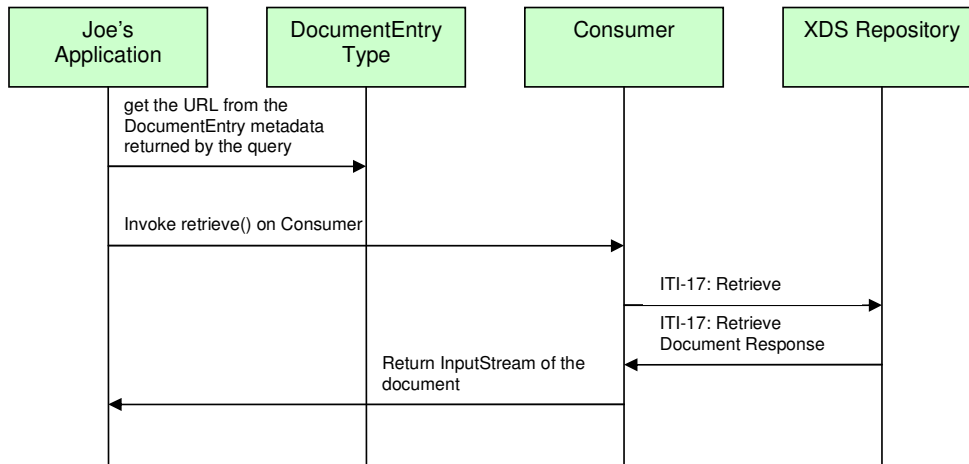 Joe's
Application
DocumentEntry
Type
Consumer
XDS Repository
get the URL from the
DocumentEntry metadata
returned by the query
Invoke retrieve() on Consumer
ITI-17: Retrieve
ITI-17: Retrieve
Document Response
Return InputStream of the
document